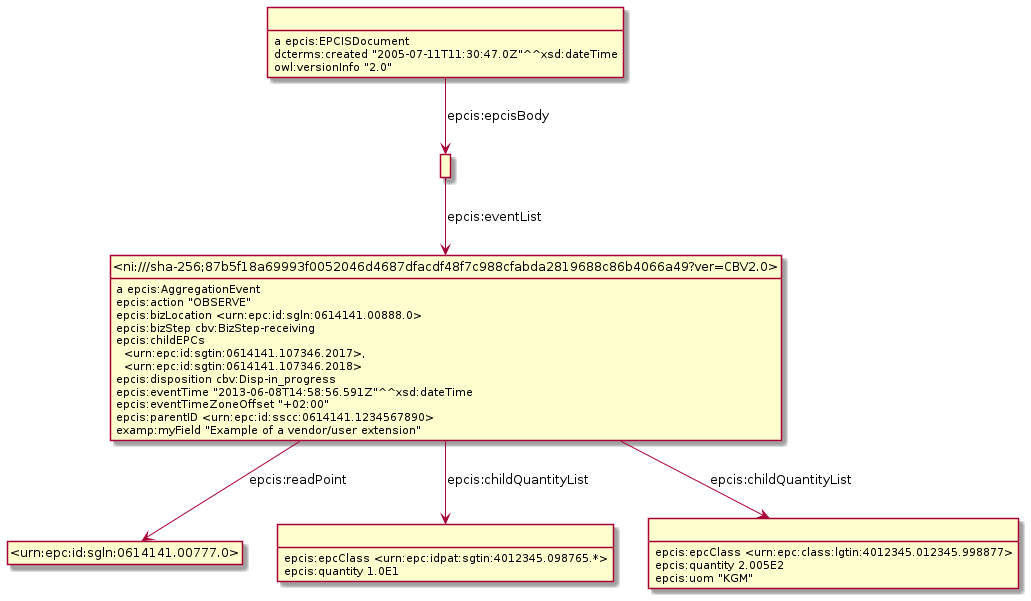 a epcis:EPCISDocument
dcterms:created "2005-07-11T11:30:47.0Z"^^xsd:dateTime
owl:versionInfo "2.0"
epcis:epcisBody
epcis:eventList
<ni:///sha-256;87b5f18a69993f0052046d4687dfacdf48f7c988cfabda2819688c86b4066a49?ver=CBV2.0>
a epcis:AggregationEvent
epcis:action "OBSERVE"
epcis:bizLocation <urn:epc:id:sgln:0614141.00888.0>
epcis:bizStep cbv:BizStep-receiving
epcis:childEPCs
<urn:epc:id:sgtin:0614141.107346.2017>,
<urn:epc:id:sgtin:0614141.107346.2018>
epcis:disposition cbv:Disp-in_progress
epcis:eventTime "2013-06-08T14:58:56.591Z"^^xsd:dateTime
epcis:eventTimeZoneOffset "+02:00"
epcis:parentID <urn:epc:id:sscc:0614141.1234567890>
examp:myField "Example of a vendor/user extension"
epcis:readPoint
epcis:childQuantityList
epcis:childQuantityList
<urn:epc:id:sgln:0614141.00777.0>
epcis:epcClass <urn:epc:idpat:sgtin:4012345.098765.*>
epcis:quantity 1.0E1
epcis:epcClass <urn:epc:class:lgtin:4012345.012345.998877>
epcis:quantity 2.005E2
epcis:uom "KGM"